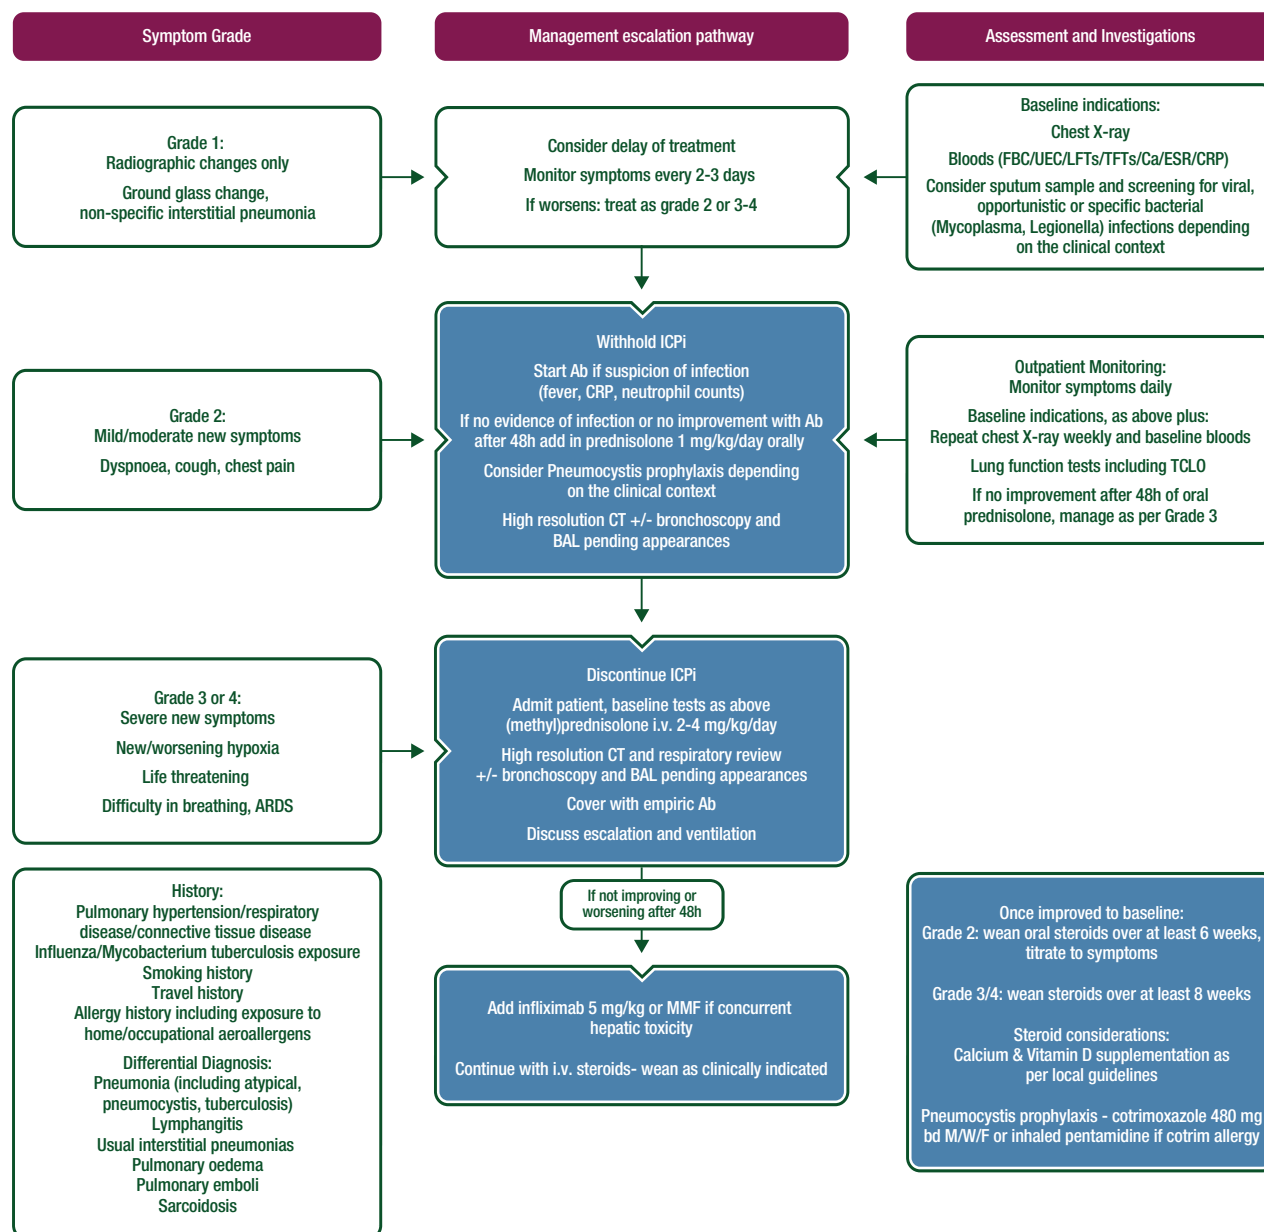 Symptom Grade
Management escalation pathway
Assessment and Investigations
Grade 1:
Radiographic changes only
Ground glass change,
non-specific interstitial pneumonia
Consider delay of treatment
Monitor symptoms every 2-3 days
If worsens: treat as grade 2 or 3-4
Baseline indications:
Chest X-ray
Bloods (FBC/UEC/LFTs/TFTs/Ca/ESR/CRP)
Consider sputum sample and screening for viral,
opportunistic or specific bacterial
(Mycoplasma, Legionella) infections depending
on the clinical context
Grade 2:
Mild/moderate new symptoms
Dyspnoea, cough, chest pain
Withhold ICPi
Start Ab if suspicion of infection
(fever, CRP, neutrophil counts)
If no evidence of infection or no improvement with Ab
after 48h add in prednisolone 1 mg/kg/day orally
Consider Pneumocystis prophylaxis depending
on the clinical context
High resolution CT +/- bronchoscopy and
BAL pending appearances
Outpatient Monitoring:
Monitor symptoms daily
Baseline indications, as above plus:
Repeat chest X-ray weekly and baseline bloods
Lung function tests including TCLO
If no improvement after 48h of oral
prednisolone, manage as per Grade 3
Grade 3 or 4:
Severe new symptoms
New/worsening hypoxia
Life threatening
Difficulty in breathing, ARDS
Discontinue ICPi
Admit patient, baseline tests as above
(methyl)prednisolone i.v. 2-4 mg/kg/day
High resolution CT and respiratory review
+/- bronchoscopy and BAL pending appearances
Cover with empiric Ab
Discuss escalation and ventilation
If not improving or
worsening after 48h
Add infliximab 5 mg/kg or MMF if concurrent
hepatic toxicity
Continue with i.v. steroids- wean as clinically indicated
History:
Pulmonary hypertension/respiratory
disease/connective tissue disease
Influenza/Mycobacterium tuberculosis exposure
Smoking history
Travel history
Allergy history including exposure to
home/occupational aeroallergens
Differential Diagnosis:
Pneumonia (including atypical,
pneumocystis, tuberculosis)
Lymphangitis
Usual interstitial pneumonias
Pulmonary oedema
Pulmonary emboli
Sarcoidosis
Once improved to baseline:
Grade 2: wean oral steroids over at least 6 weeks,
titrate to symptoms
Grade 3/4: wean steroids over at least 8 weeks
Steroid considerations:
Calcium & Vitamin D supplementation as
per local guidelines
Pneumocystis prophylaxis - cotrimoxazole 480 mg
bd M/W/F or inhaled pentamidine if cotrim allergy